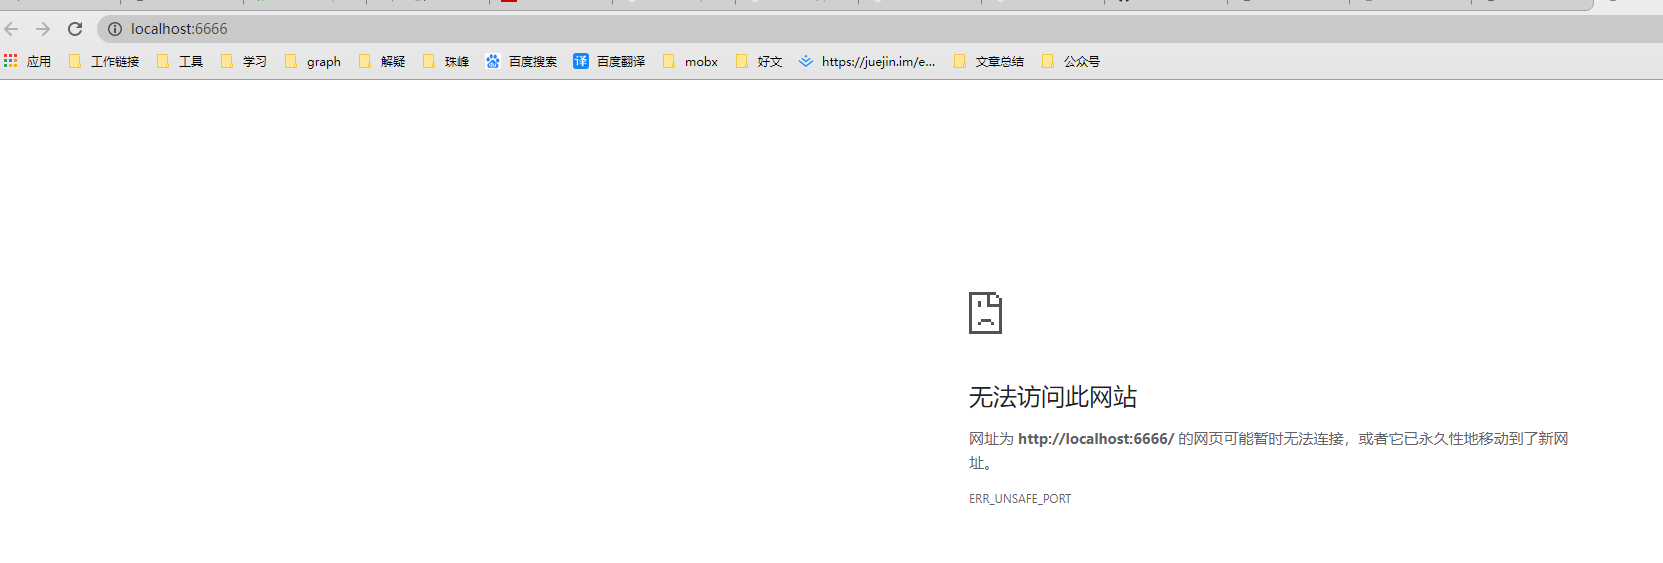 localhost:6666
应用 工作链接 工具 学习 graph 解疑 珠峰 百度搜索 译 百度翻译 mobx 好文 https://juejin.im/e... 文章总结 公众号
无法访问此网站
网址为 http://localhost:6666/ 的网页可能暂时无法连接，或者它已永久性地移动到了新网
址。
ERR_UNSAFE_PORT